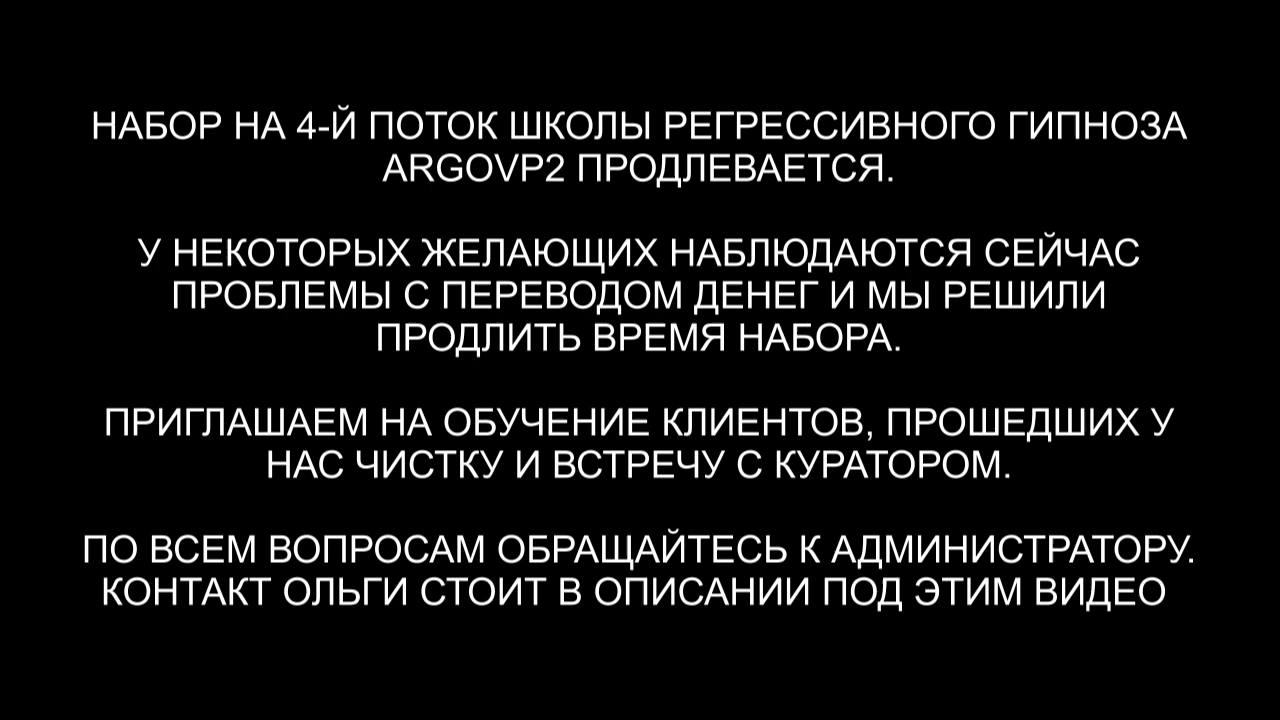 НАБОР НА 4-Й ПОТОК ШКОЛЫ РЕГРЕССИВНОГО ГИПНОЗА
ARGOVP2 ПРОДЛЕВАЕТСЯ.
У НЕКОТОРЫХ ЖЕЛАЮЩИХ НАБЛЮДАЮТСЯ СЕЙЧАС
ПРОБЛЕМЫ С ПЕРЕВОДОМ ДЕНЕГ И МЫ РЕШИЛИ
ПРОДЛИТЬ ВРЕМЯ НАБОРА.
ПРИГЛАШАЕМ НА ОБУЧЕНИЕ КЛИЕНТОВ, ПРОШЕДШИХ У
НАС ЧИСТКУ И ВСТРЕЧУ С КУРАТОРОМ.
ПО ВСЕМ ВОПРОСАМ ОБРАЩАЙТЕСЬ К АДМИНИСТРАТОРУ.
КОНТАКТ ОЛЬГИ СТОИТ В ОПИСАНИИ ПОД ЭТИМ ВИДЕО